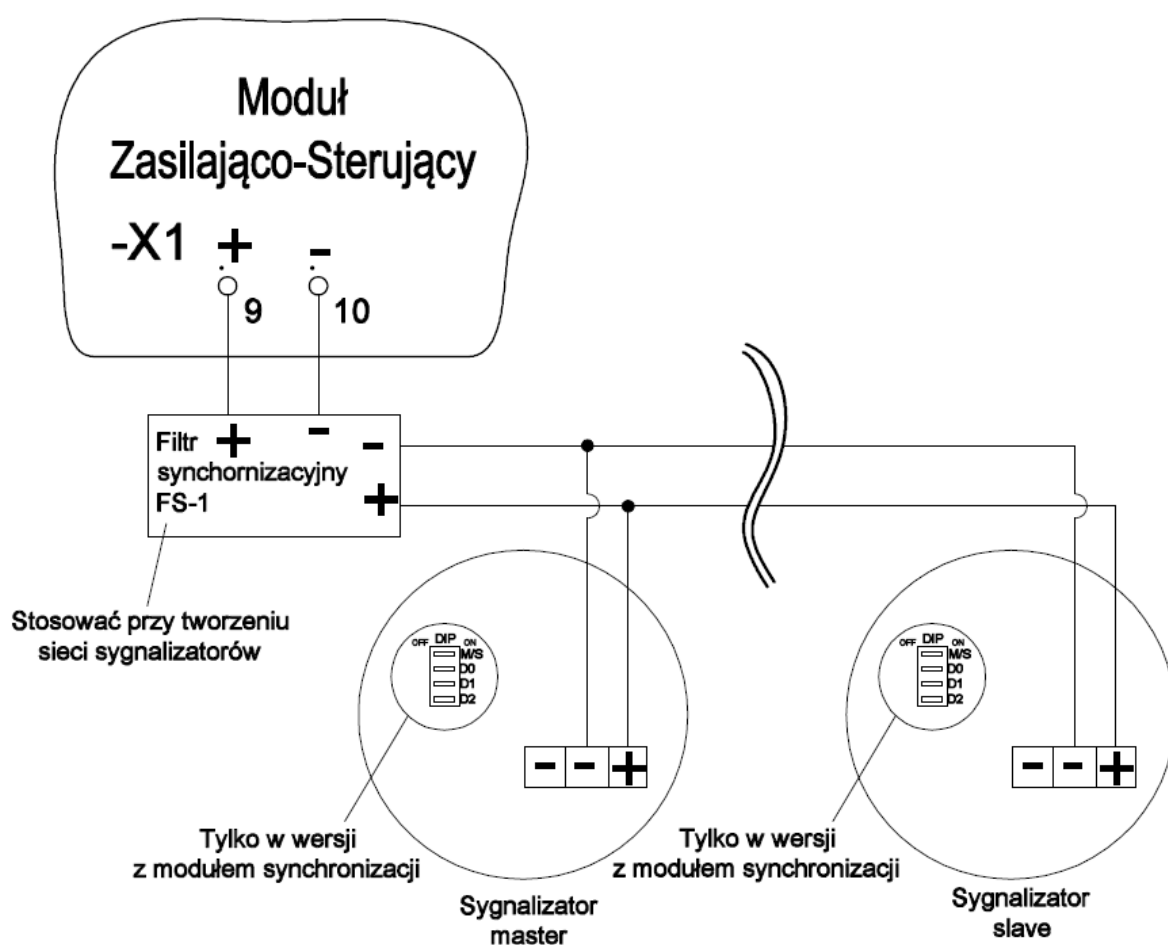 Moduł
Zasilająco-Sterujący
-X1 + -
9 10
Filtr + - -
synchornizacyjny
FS-1 +
Stosować przy tworzeniu
sieci sygnalizatorów
OFF DIP ON
M/S
D0
D1
D2
- - +
Tylko w wersji
z modułem synchronizacji
Sygnalizator
master
OFF DIP ON
M/S
D0
D1
D2
- - +
Tylko w wersji
z modułem synchronizacji
Sygnalizator
slave